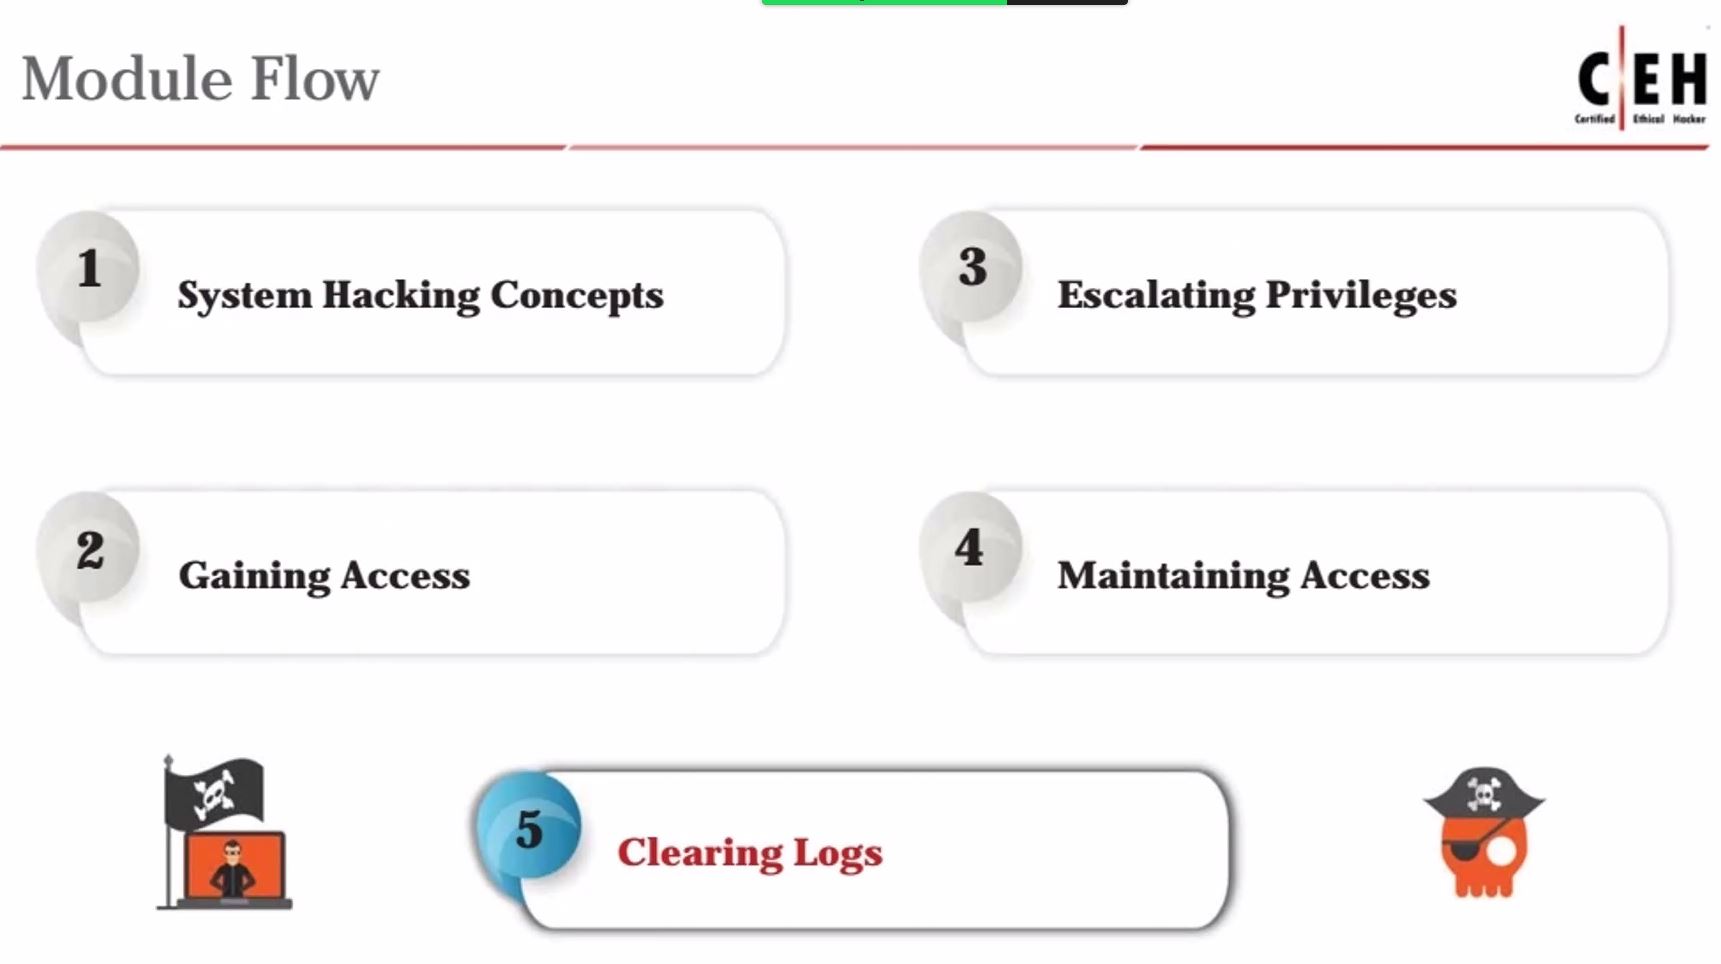 Module Flow
C EH
Certified Ethical Hacker
1
System Hacking Concepts
3
Escalating Privileges
2
Gaining Access
4
Maintaining Access
5
Clearing Logs